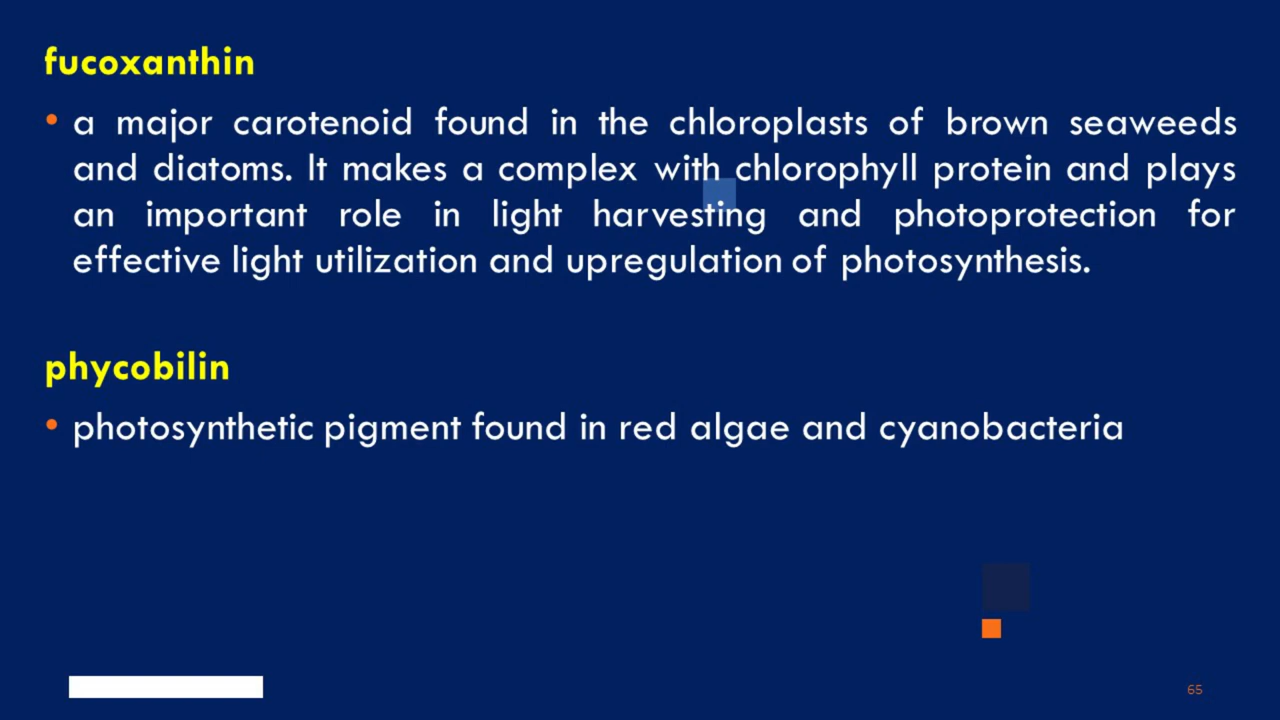 fucoxanthin
• a major carotenoid found in the chloroplasts of brown seaweeds
and diatoms. It makes a complex with chlorophyll protein and plays
an important role in light harvesting and photoprotection for
effective light utilization and upregulation of photosynthesis.
phycobilin
• photosynthetic pigment found in red algae and cyanobacteria
65